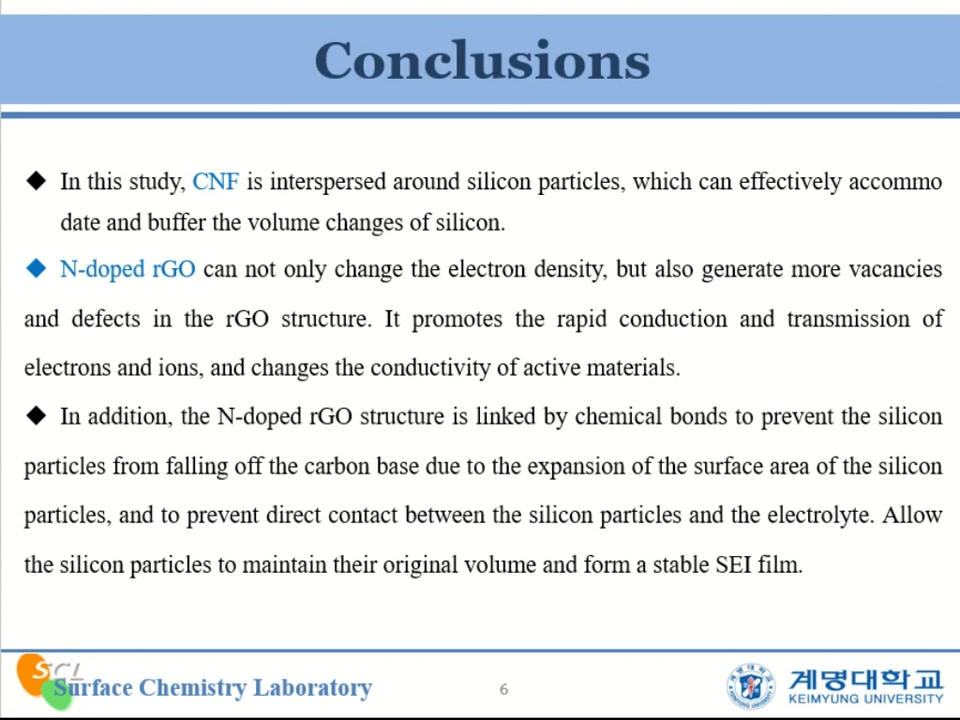 Conclusions
◆ In this study, CNF is interspersed around silicon particles, which can effectively accommo
date and buffer the volume changes of silicon.
◆ N-doped rGO can not only change the electron density, but also generate more vacancies
and defects in the rGO structure. It promotes the rapid conduction and transmission of
electrons and ions, and changes the conductivity of active materials.
◆ In addition, the N-doped rGO structure is linked by chemical bonds to prevent the silicon
particles from falling off the carbon base due to the expansion of the surface area of the silicon
particles, and to prevent direct contact between the silicon particles and the electrolyte. Allow
the silicon particles to maintain their original volume and form a stable SEI film.
SCL
Surface Chemistry Laboratory
6
계명대학교
KEIMYUNG UNIVERSITY